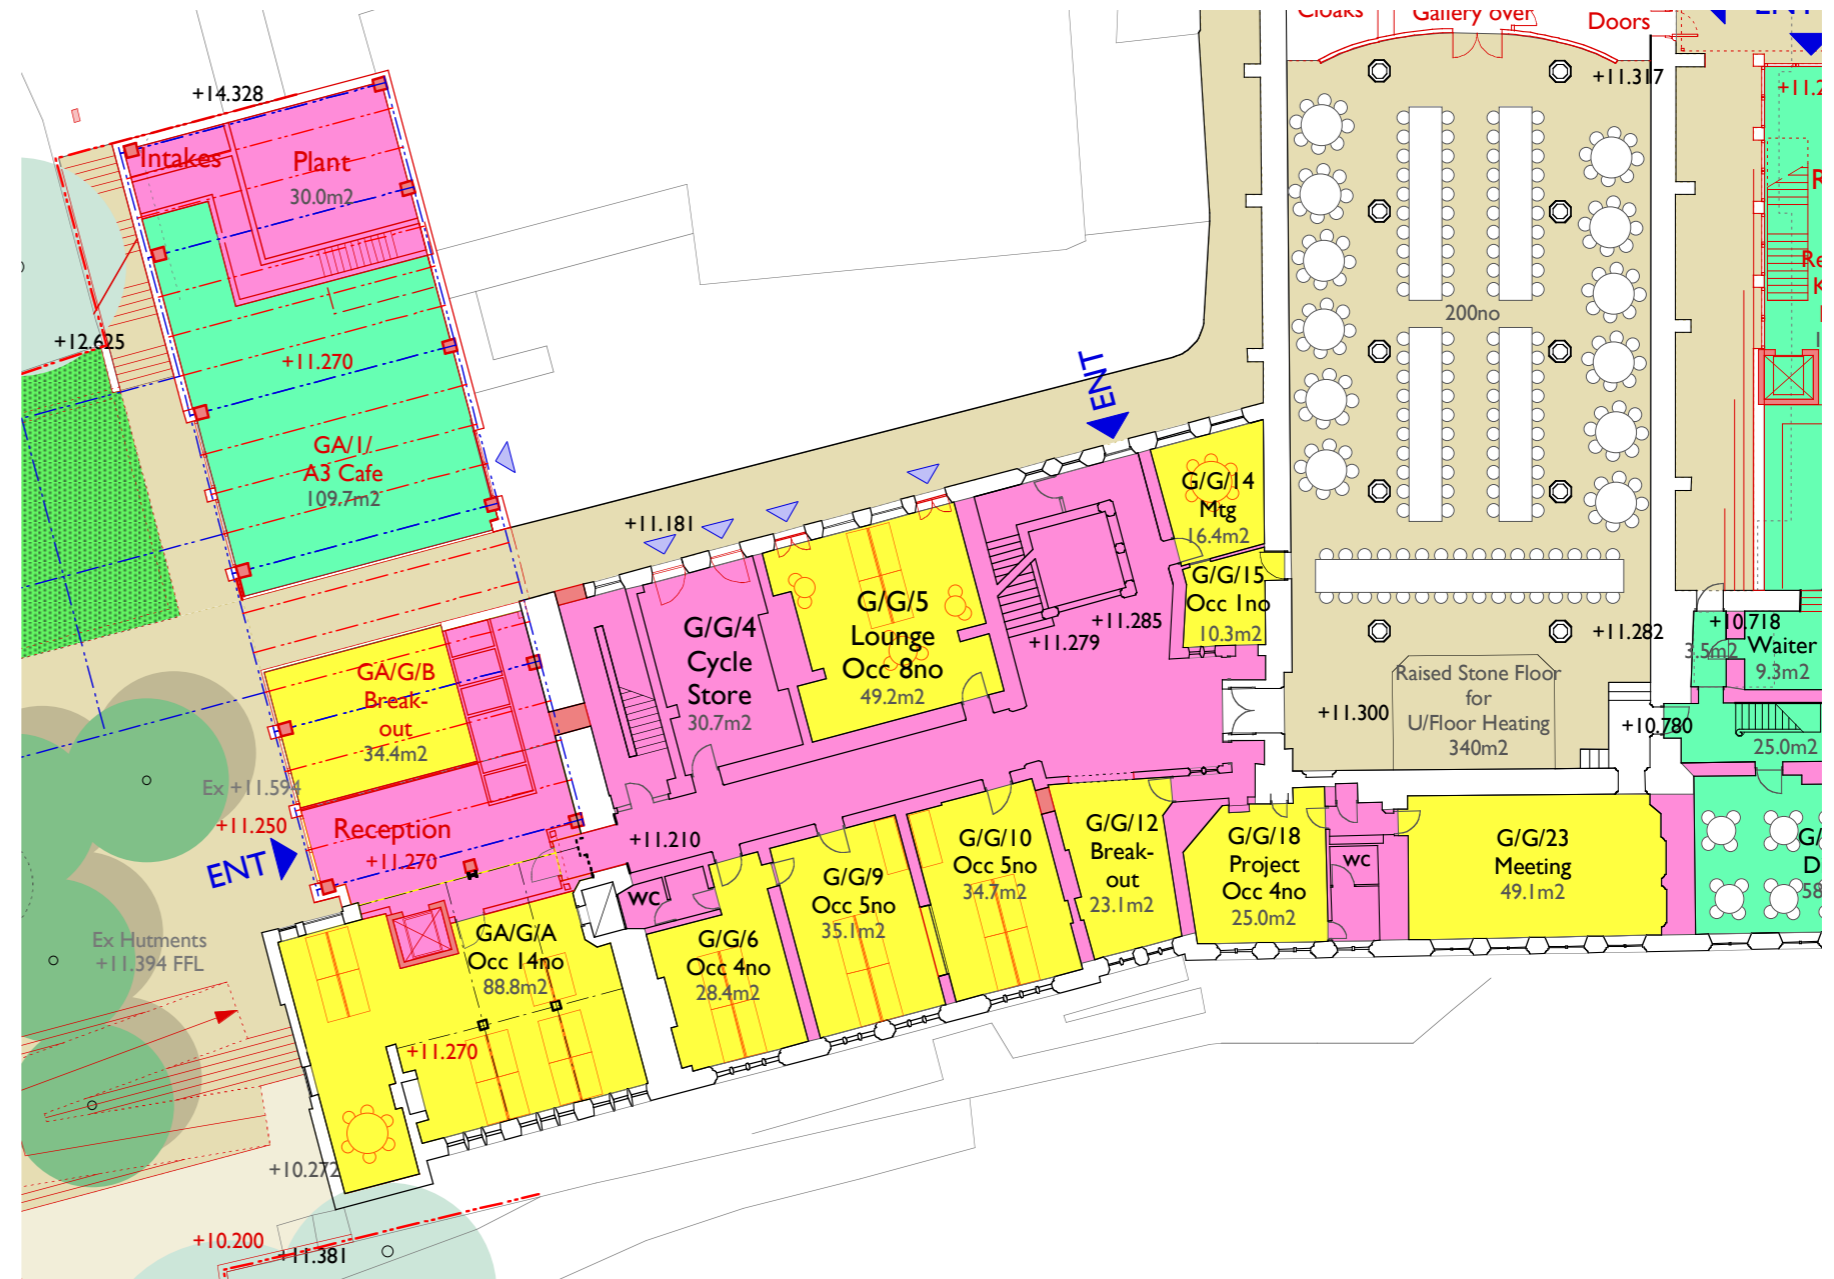 Cloaks
Gallery over
Doors
ENT
+14.328
+11.317
Intakes
Plant
30.0m2
+12.625
+11.270
200no
ENT
GA/1/
A3 Cafe
109.7m2
+11.181
G/G/14
Mtg
16.4m2
G/G/15
Occ 1no
10.3m2
G/G/5
Lounge
Occ 8no
49.2m2
G/G/4
Cycle
Store
30.7m2
+11.285
+11.279
+11.282
+10.718
3.5m2
Waiter
9.3m2
GA/G/B
Break-
out
34.4m2
Raised Stone Floor
for
U/Floor Heating
340m2
+11.300
+10.780
25.0m2
Ex +11.594
+11.250
Reception
+11.270
ENT
+11.210
G/G/12
Break-
out
23.1m2
G/G/10
Occ 5no
34.7m2
G/G/18
Project
Occ 4no
25.0m2
WC
G/G/23
Meeting
49.1m2
G/G/9
Occ 5no
35.1m2
WC
G/G/6
Occ 4no
28.4m2
GA/G/A
Occ 14no
88.8m2
Ex Hutments
+11.394 FFL
+11.270
+10.272
+10.200
+11.381